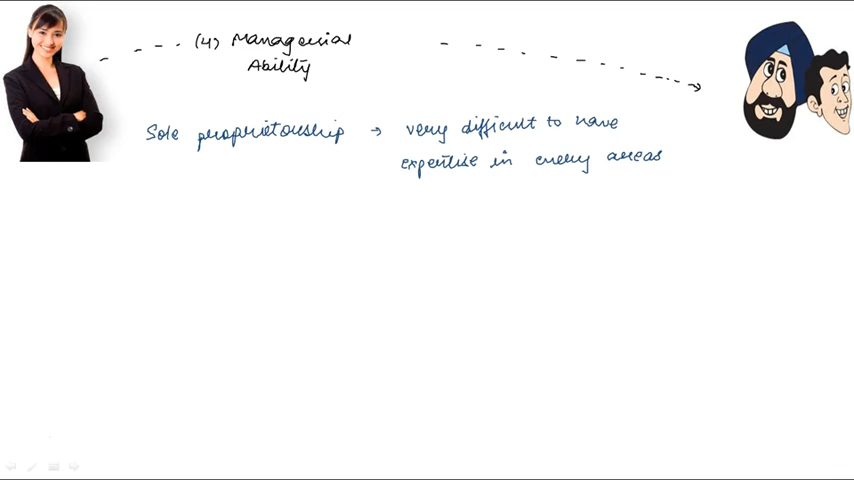 (4) Managerial
Ability
Sole proprietorship → very difficult to have
expertise in every areas